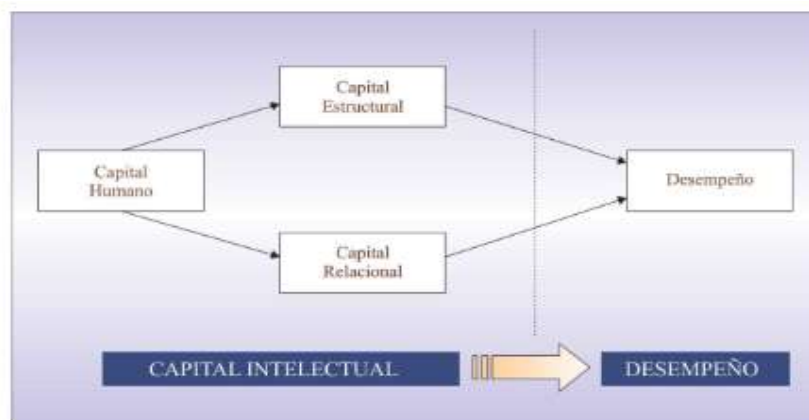 Capital
Estructural
Capital
Humano
Desempeño
Capital
Relacional
CAPITAL INTELECTUAL
DESEMPEÑO